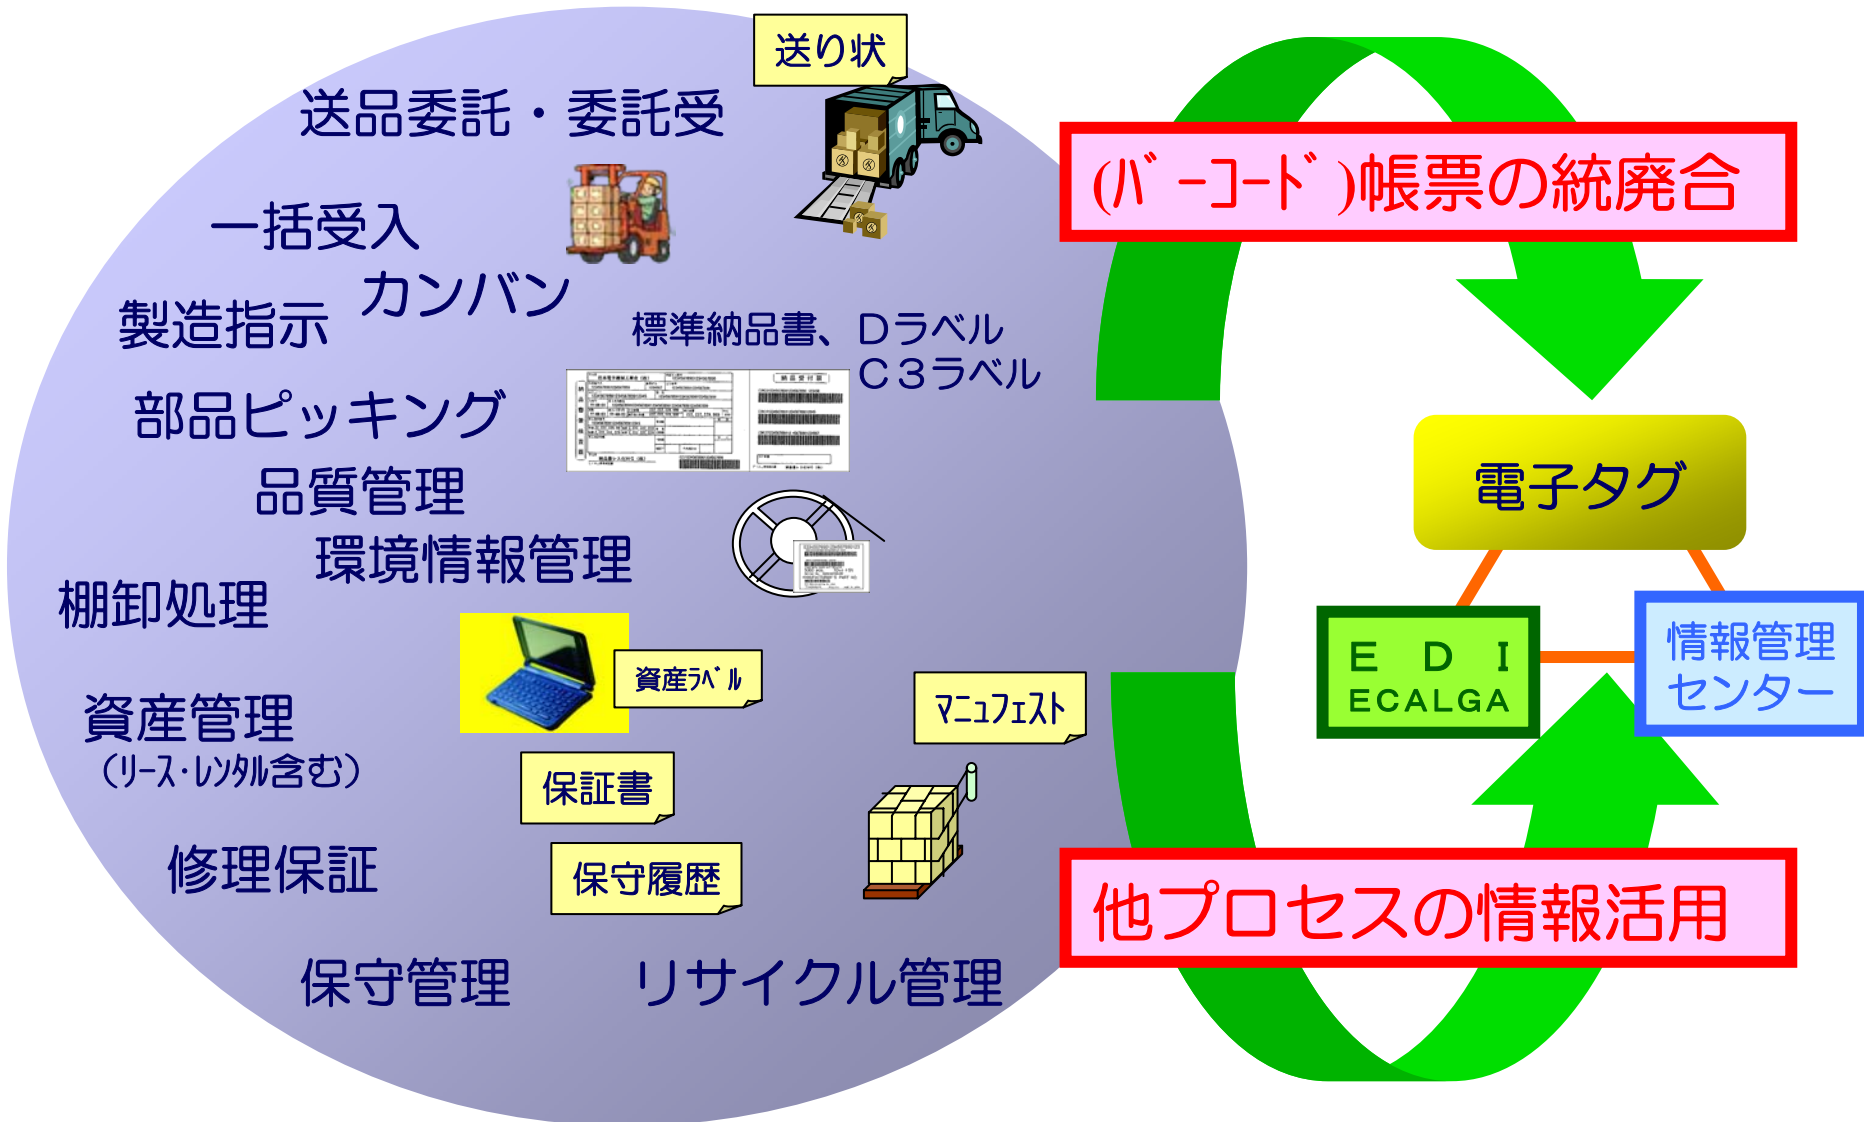 送り状
送品委託・委託受
一括受入
カンバン
製造指示
標準納品書、Dラベル
C3ラベル
部品ピッキング
納品受付票
品質管理
環境情報管理
棚卸処理
資産ラベル
資産管理
(リース・レンタル含む)
マニュフェスト
保証書
修理保証
保守履歴
保守管理
リサイクル管理
(バーコード)帳票の統廃合
電子タグ
EDI
ECALGA
情報管理
センター
他プロセスの情報活用